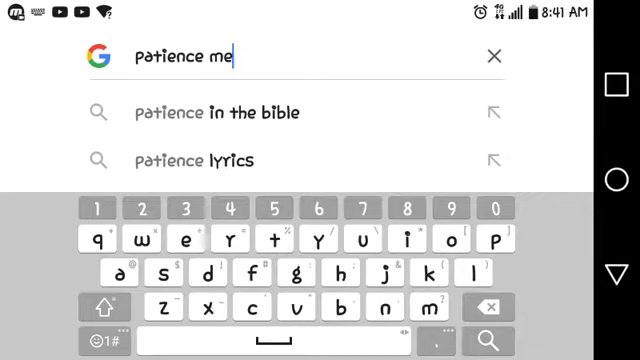 8:41 AM
patience me
patience in the bible
patience lyrics
1 2 3 4 5 6 7 8 9 0
q w e r t y u i o p
a s d f g h j k l
z x c v b n m
1# .